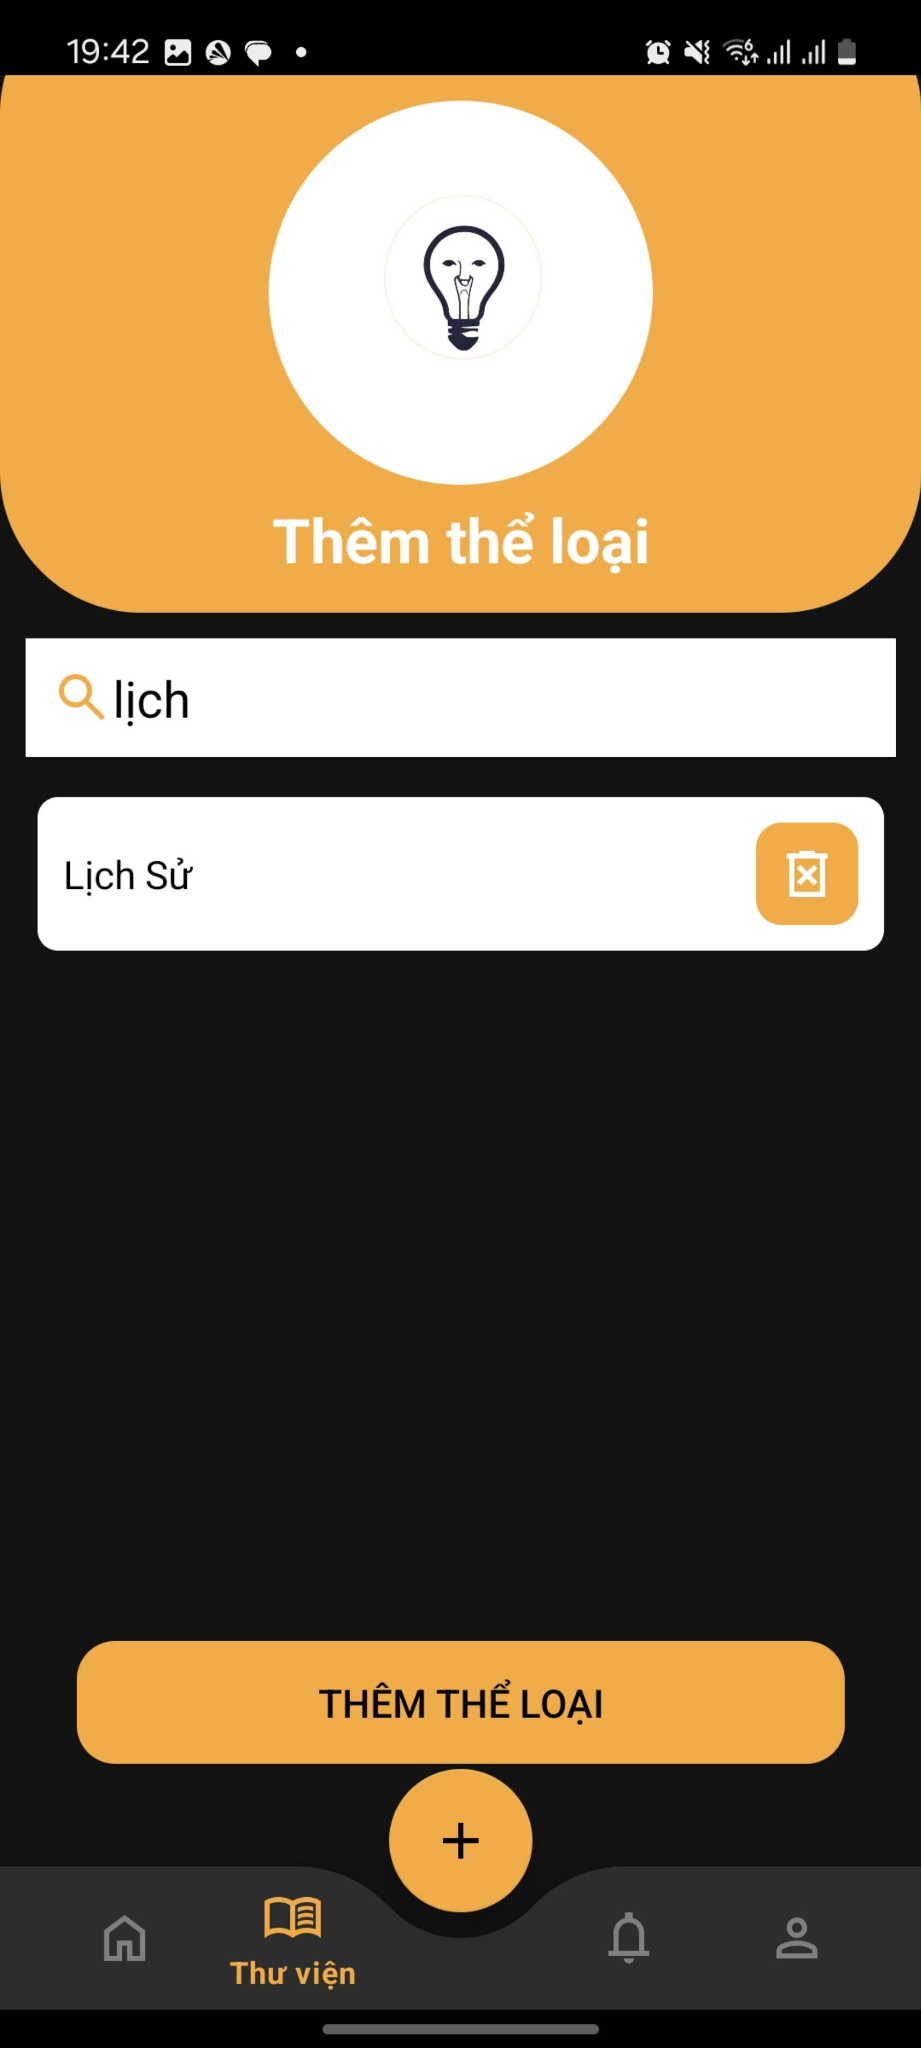 19:42
Thêm thể loại
lịch
Lịch Sử
THÊM THỂ LOẠI
Thư viện